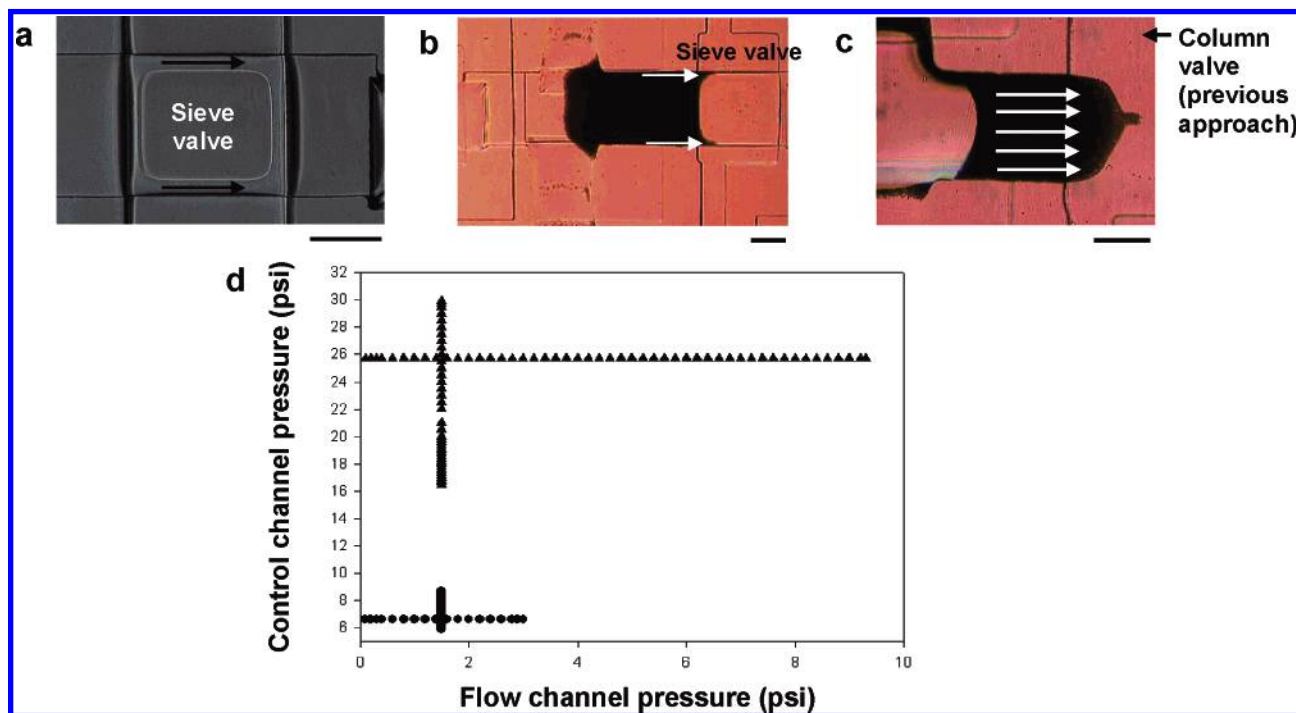 a
Sieve
valve
b
Sieve valve
c
Column
valve
(previous
approach)
d
Control channel pressure (psi)
32
30
28
26
24
22
20
18
16
14
12
10
8
6
0
2
4
6
8
10
Flow channel pressure (psi)